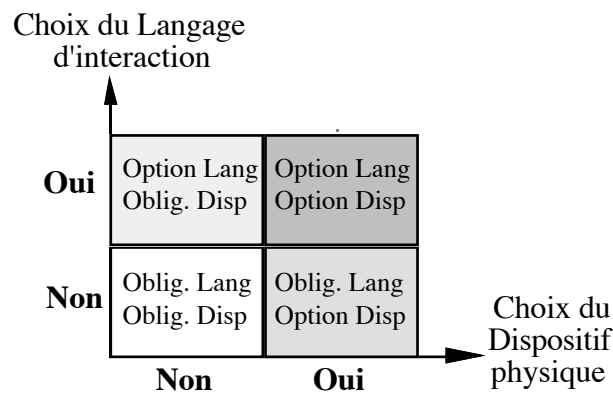 Choix du Langage
d'interaction
Oui
Option Lang
Oblig. Disp
Option Lang
Option Disp
Non
Oblig. Lang
Oblig. Disp
Oblig. Lang
Option Disp
Choix du
Dispositif
physique
Non
Oui